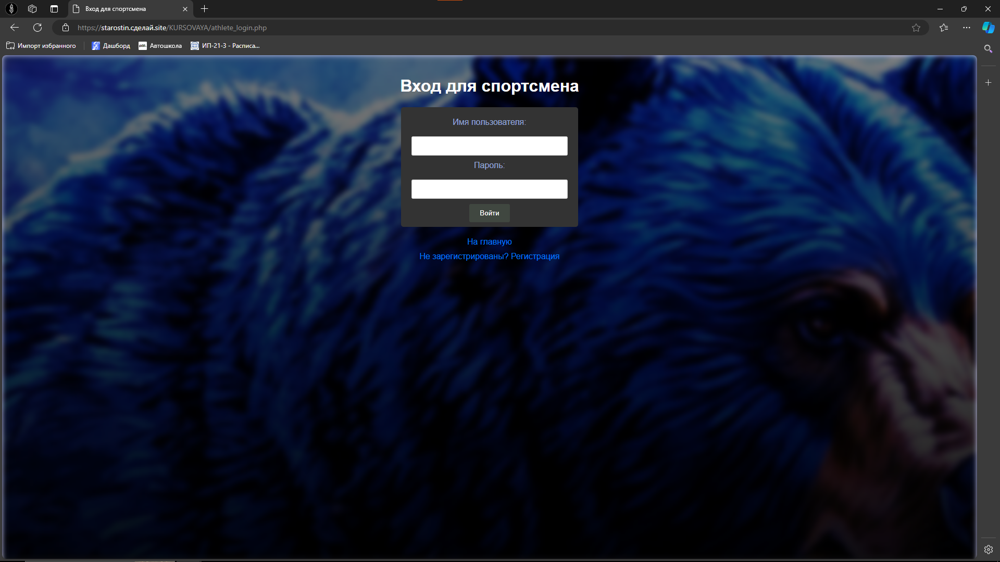 Вход для спортсмена
https://starostin.сделай.site/KURSOVAYA/athlete_login.php
Импорт избранного
Дашборд
Автошкола
ИП-21-3 - Расписа...
Вход для спортсмена
Имя пользователя:
Пароль:
Войти
На главную
Не зарегистрированы? Регистрация